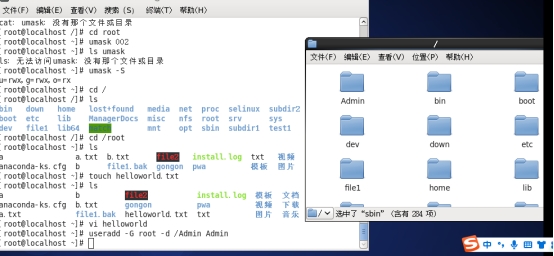 文件(F) 编辑(E) 查看(V) 搜索 (S) 终端(T) 帮助(H)
cat: umask: 没有那个文件或目录
[root@localhost /]# cd root
[root@localhost ~]# umask 002
[root@localhost ~]# ls umask
ls: 无法访问umask: 没有那个文件或目录
[root@localhost ~]# umask -S
u=rwx,g=rwx,o=rx
[root@localhost ~]# cd /
[root@localhost /]# ls
bin down home lost+found media net proc selinux subdir2
boot etc lib ManagerDocs misc nfs root srv sys
dev file1 lib64 mnt opt sbin subdir1 test1
[root@localhost /]# cd /root
[root@localhost ~]# ls
a a.txt b.txt file2 install.log txt 视频
anaconda-ks.cfg b file1.bak gongon pwa 模板 图片
[root@localhost ~]# touch helloworld.txt
[root@localhost ~]# ls
a b file2 install.log 模板 文档
anaconda-ks.cfg b.txt gongon pwa 视频 下载
a.txt file1.bak helloworld.txt txt 图片 音乐
[root@localhost ~]# vi helloworld
[root@localhost ~]# useradd -G root -d /Admin Admin
[root@localhost ~]#
/
文件(F) 编辑(E) 查看(V) 位置(P) 帮助(H)
Admin bin boot
dev down etc
file1 home lib
/ 选中了 “sbin” (含有 284 项)
S 中